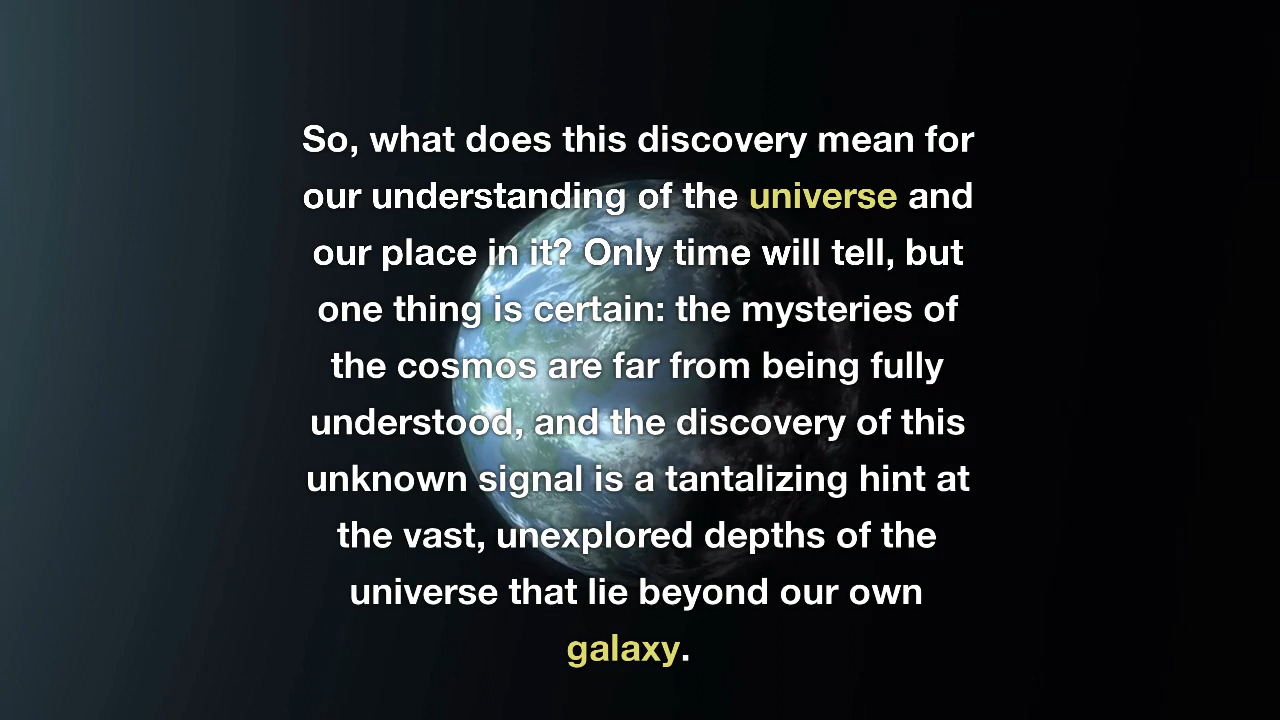 So, what does this discovery mean for
our understanding of the universe and
our place in it? Only time will tell, but
one thing is certain: the mysteries of
the cosmos are far from being fully
understood, and the discovery of this
unknown signal is a tantalizing hint at
the vast, unexplored depths of the
universe that lie beyond our own
galaxy.